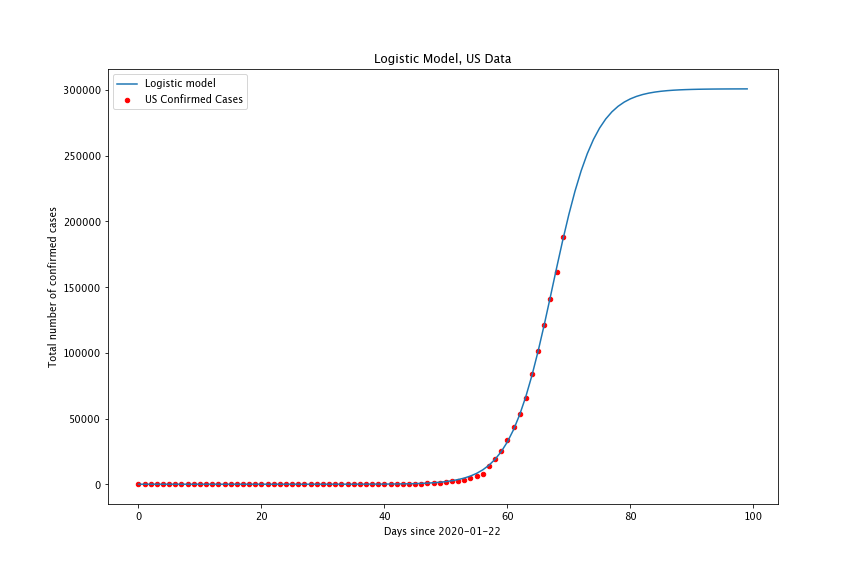 Logistic Model, US Data
Logistic model
US Confirmed Cases
300000
250000
200000
150000
100000
50000
0
Total number of confirmed cases
0 20 40 60 80 100
Days since 2020-01-22